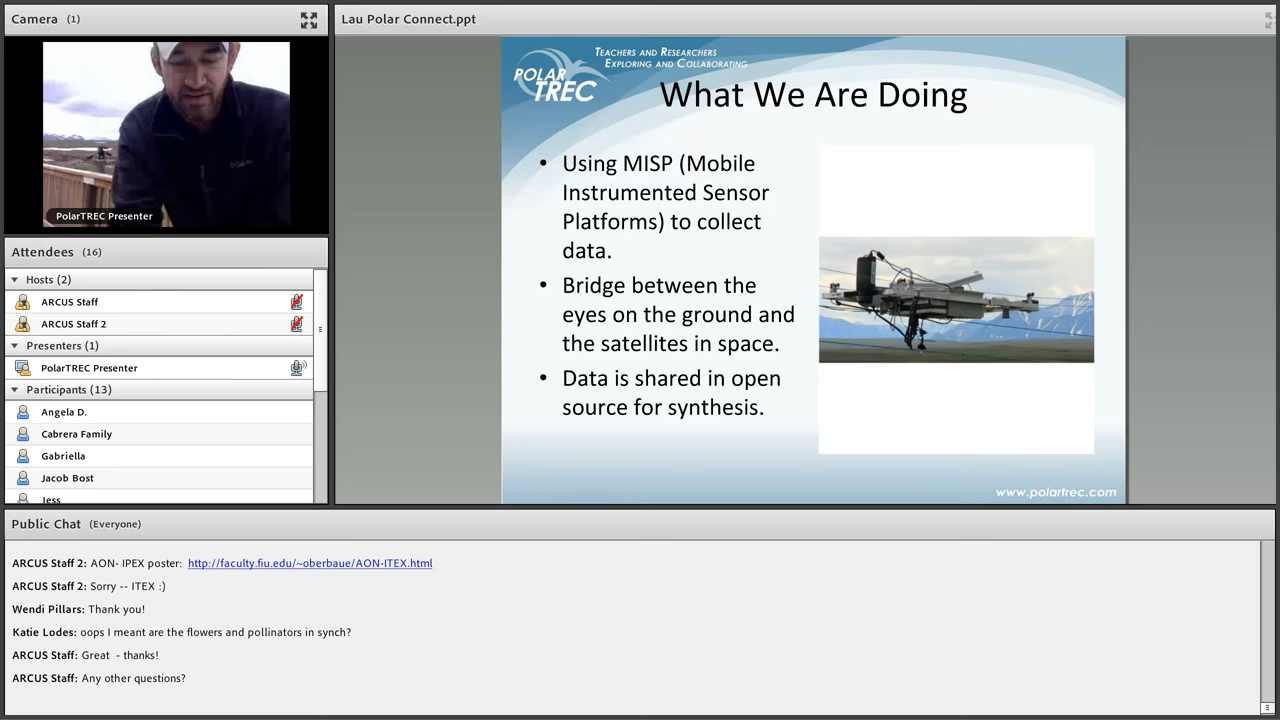 Camera (1)
PolarTREC Presenter
Attendees (16)
Hosts (2)
ARCUS Staff
ARCUS Staff 2
Presenters (1)
PolarTREC Presenter
Participants (13)
Angela D.
Cabrera Family
Gabriella
Jacob Bost
Jess
Lau Polar Connect.ppt
TEACHERS AND RESEARCHERS
EXPLORING AND COLLABORATING
POLAR
TREC
What We Are Doing
• Using MISP (Mobile
Instrumented Sensor
Platforms) to collect
data.
• Bridge between the
eyes on the ground and
the satellites in space.
• Data is shared in open
source for synthesis.
www.polartrec.com
Public Chat (Everyone)
ARCUS Staff 2: AON- IPEX poster: http://faculty.fiu.edu/~oberbaue/AON-ITEX.html
ARCUS Staff 2: Sorry -- ITEX :)
Wendi Pillars: Thank you!
Katie Lodes: oops I meant are the flowers and pollinators in synch?
ARCUS Staff: Great - thanks!
ARCUS Staff: Any other questions?